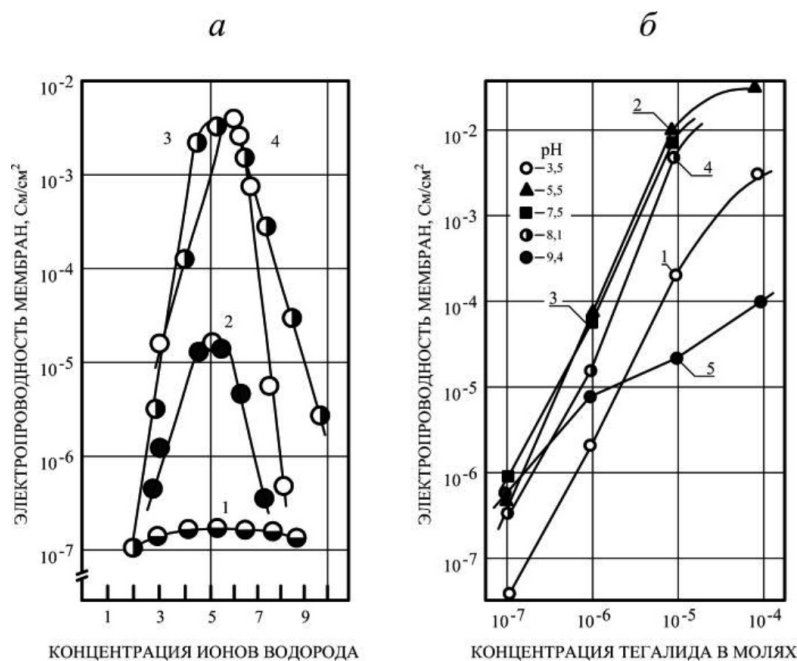 а
ЭЛЕКТРОПРОВОДНОСТЬ МЕМБРАН, См/см²
10⁻²
10⁻³
10⁻⁴
10⁻⁵
10⁻⁶
10⁻⁷
3
4
2
1
1 3 5 7 9
КОНЦЕНТРАЦИЯ ИОНОВ ВОДОРОДА
б
ЭЛЕКТРОПРОВОДНОСТЬ МЕМБРАН, См/см²
10⁻²
10⁻³
10⁻⁴
10⁻⁵
10⁻⁶
10⁻⁷
pH
–3,5
–5,5
–7,5
–8,1
–9,4
2
4
1
3
5
10⁻⁷ 10⁻⁶ 10⁻⁵ 10⁻⁴
КОНЦЕНТРАЦИЯ ТЕГАЛИДА В МОЛЯХ